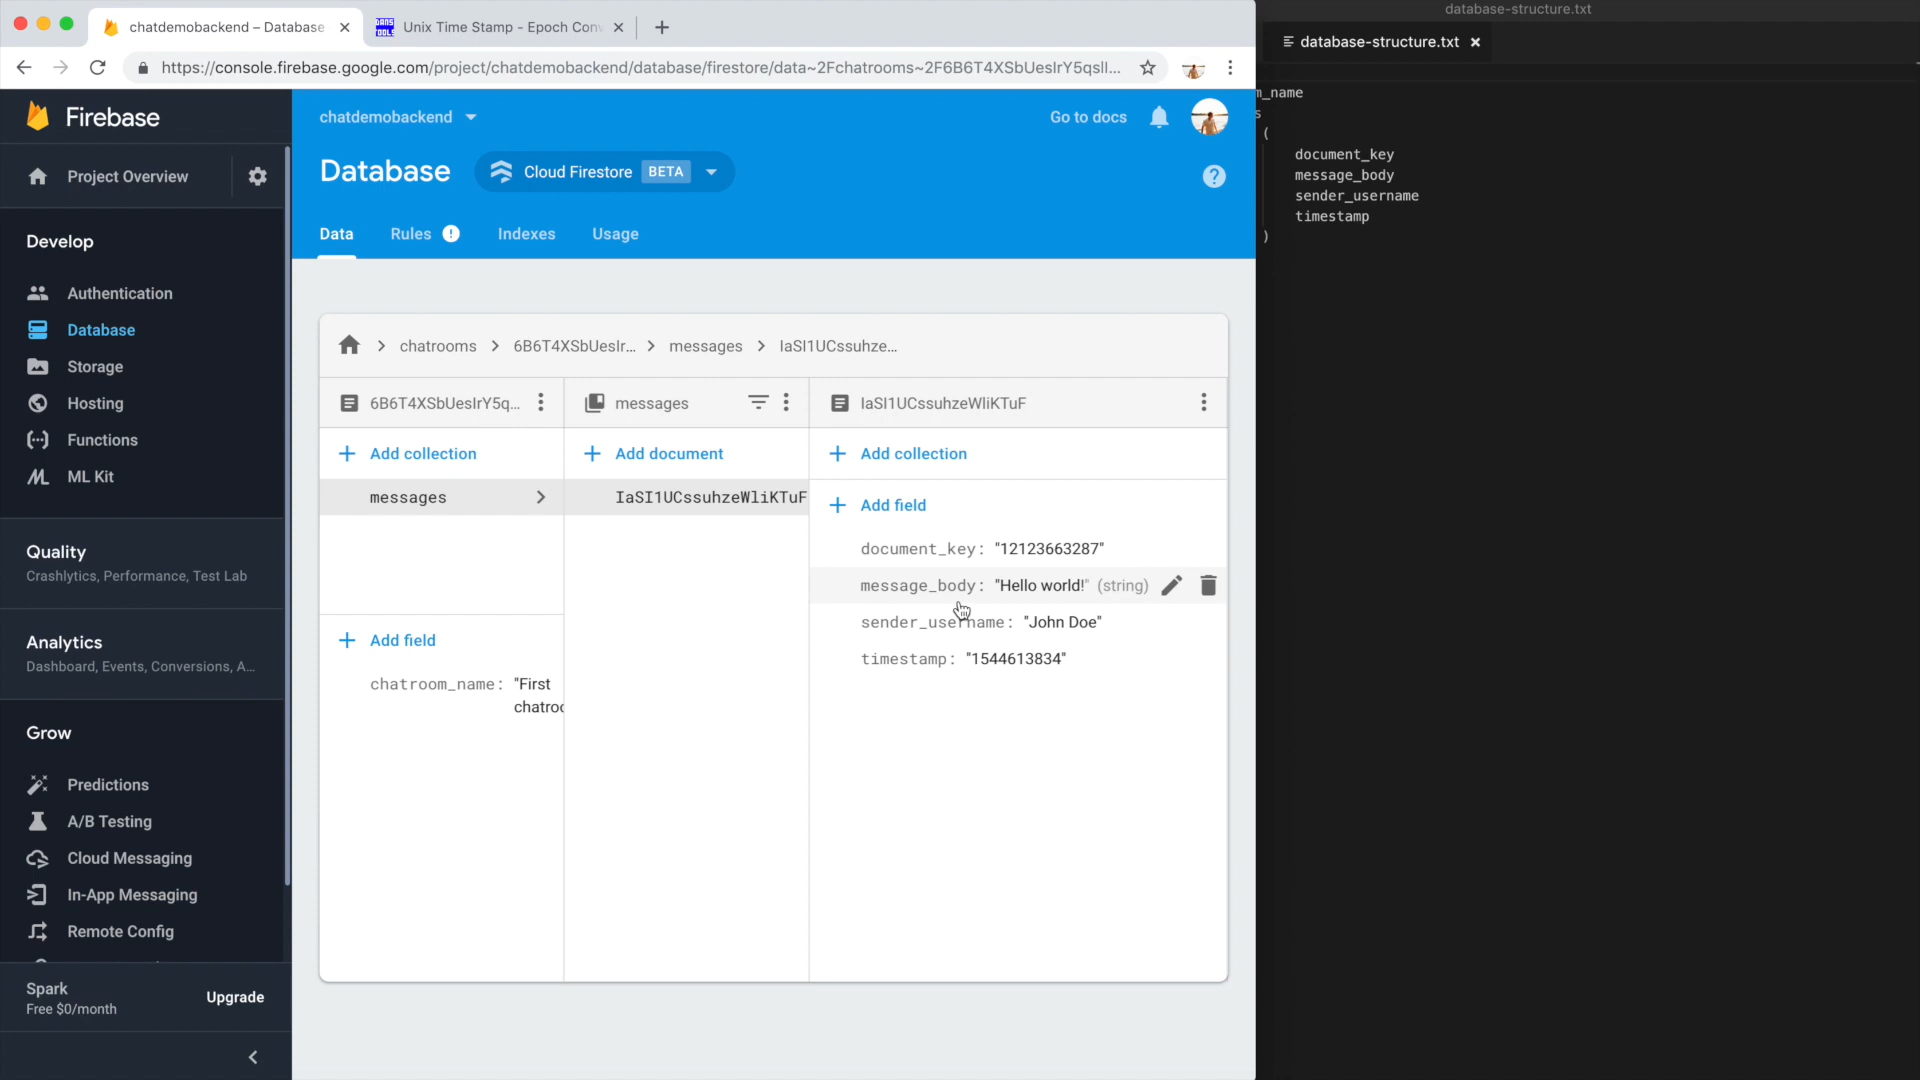 chatdemobackend – Database
Unix Time Stamp - Epoch Con
database-structure.txt
database-structure.txt
https://console.firebase.google.com/project/chatdemobackend/database/firestore/data~2Fchatrooms~2F6B6T4XSbUesIrY5qslI...
Firebase
Project Overview
Develop
Authentication
Database
Storage
Hosting
Functions
ML Kit
Quality
Crashlytics, Performance, Test Lab
Analytics
Dashboard, Events, Conversions, A...
Grow
Predictions
A/B Testing
Cloud Messaging
In-App Messaging
Remote Config
Spark
Free $0/month
Upgrade
chatdemobackend
Go to docs
Database
Cloud Firestore BETA
Data
Rules
Indexes
Usage
chatrooms
6B6T4XSbUesIr...
messages
IaSI1UCssuhze...
6B6T4XSbUesIrY5q...
messages
IaSI1UCssuhzeWliKTuF
Add collection
Add document
Add collection
messages
IaSI1UCssuhzeWliKTuF
Add field
document_key: "12123663287"
message_body: "Hello world!" (string)
sender_username: "John Doe"
timestamp: "1544613834"
Add field
chatroom_name: "First
chatroo
m_name
s
(
document_key
message_body
sender_username
timestamp
)